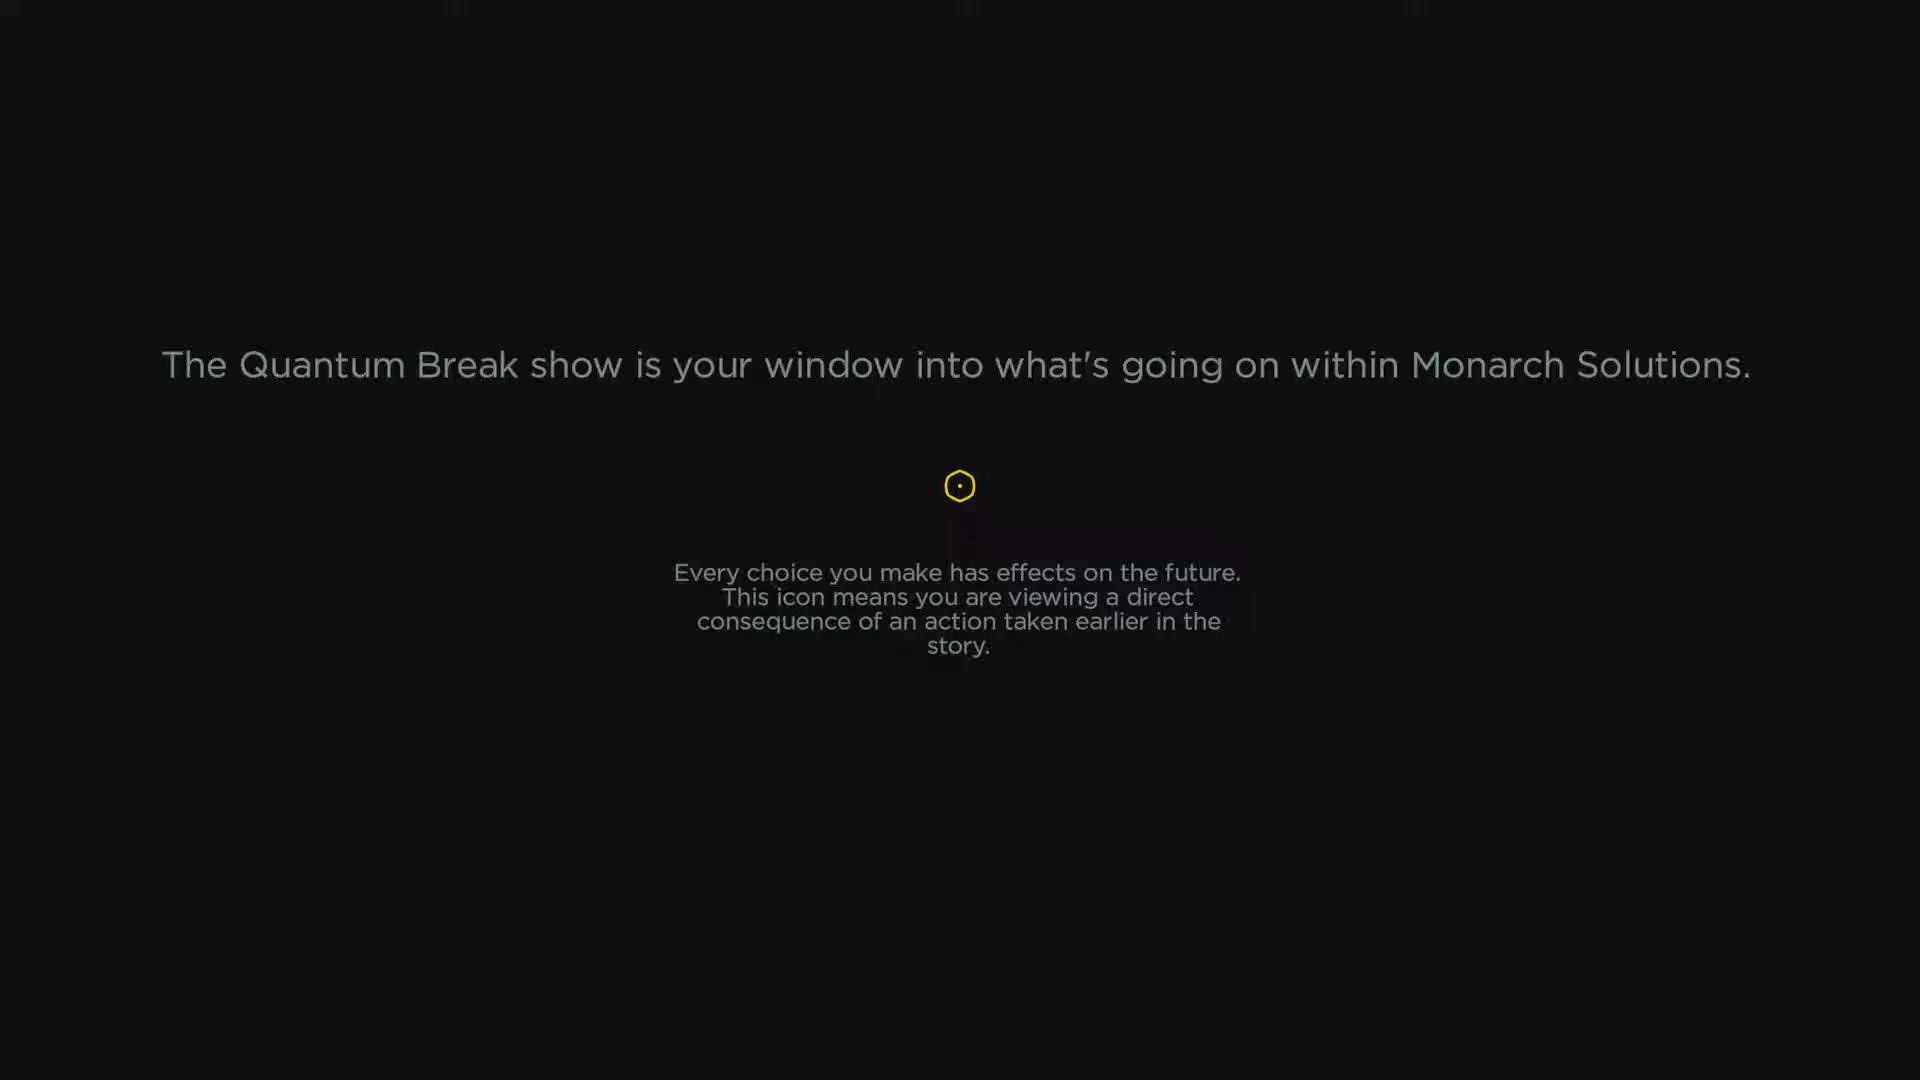 The Quantum Break show is your window into what's going on within Monarch Solutions.
Every choice you make has effects on the future.
This icon means you are viewing a direct
consequence of an action taken earlier in the
story.